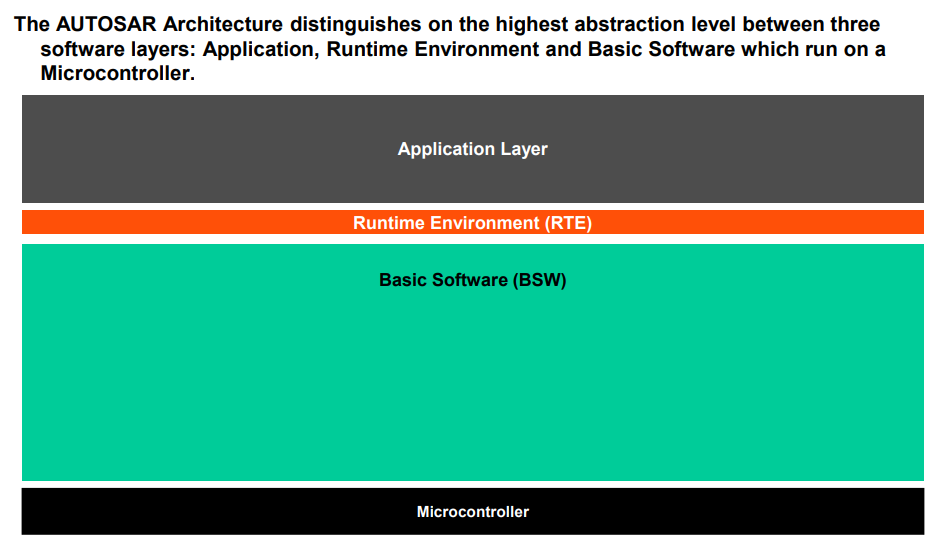 The AUTOSAR Architecture distinguishes on the highest abstraction level between three
software layers: Application, Runtime Environment and Basic Software which run on a
Microcontroller.
Application Layer
Runtime Environment (RTE)
Basic Software (BSW)
Microcontroller